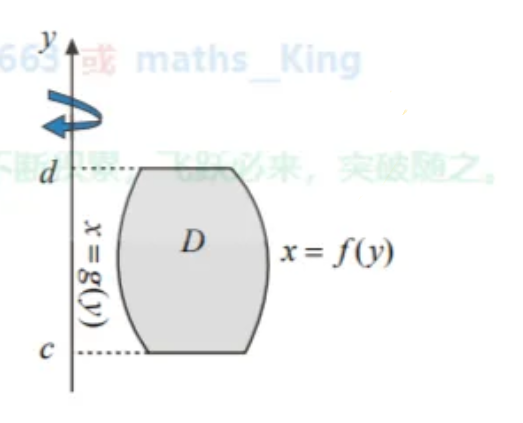 y
663 或 maths_King
不断积累，飞跃必来，突破随之。
d
D
x = f(y)
x = g(y)
c